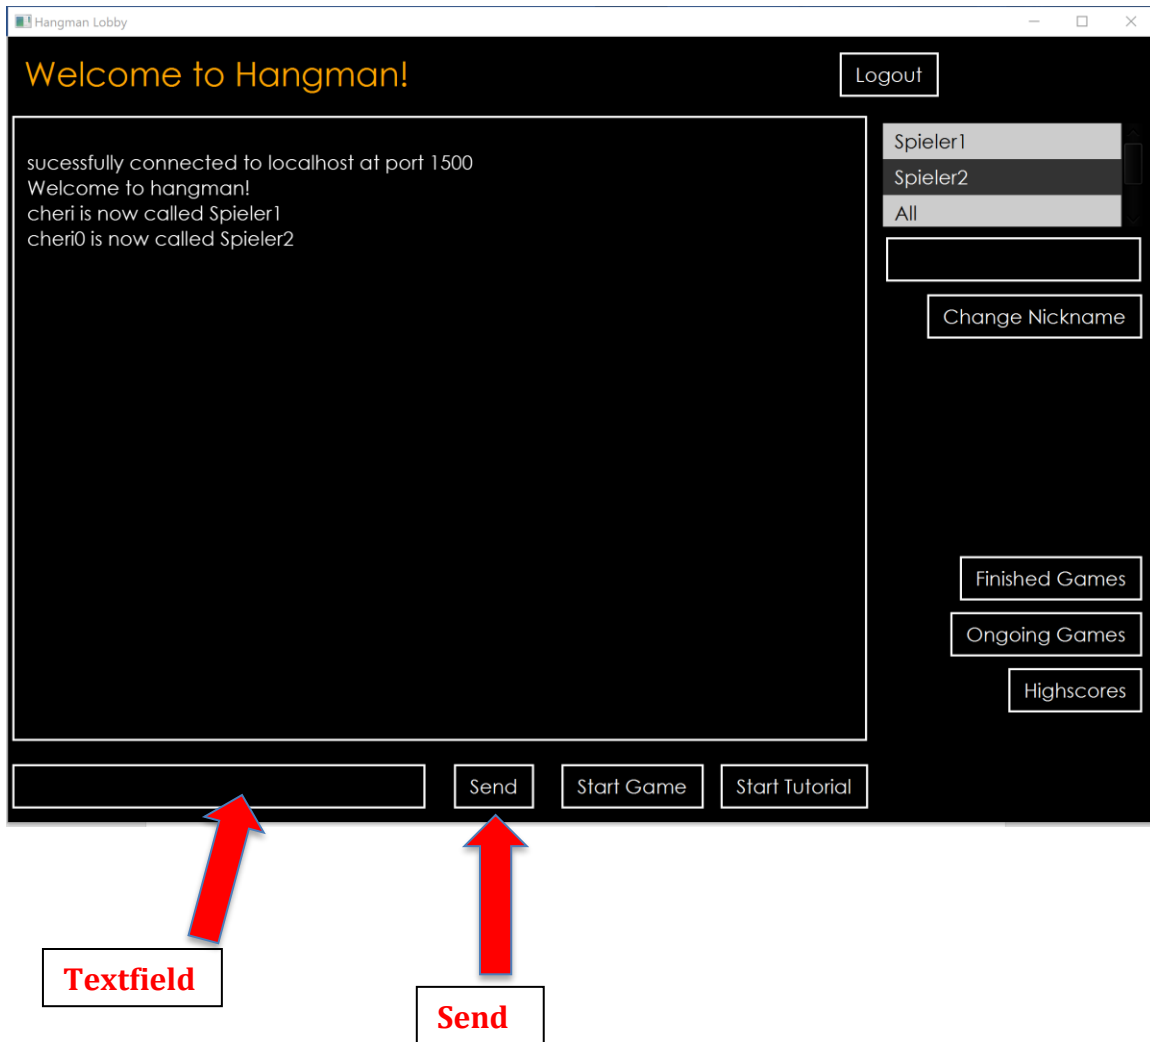 Hangman Lobby
Welcome to Hangman!
Logout
sucessfully connected to localhost at port 1500
Welcome to hangman!
cheri is now called Spieler1
cheri0 is now called Spieler2
Spieler1
Spieler2
All
Change Nickname
Finished Games
Ongoing Games
Highscores
Send
Start Game
Start Tutorial
Textfield
Send